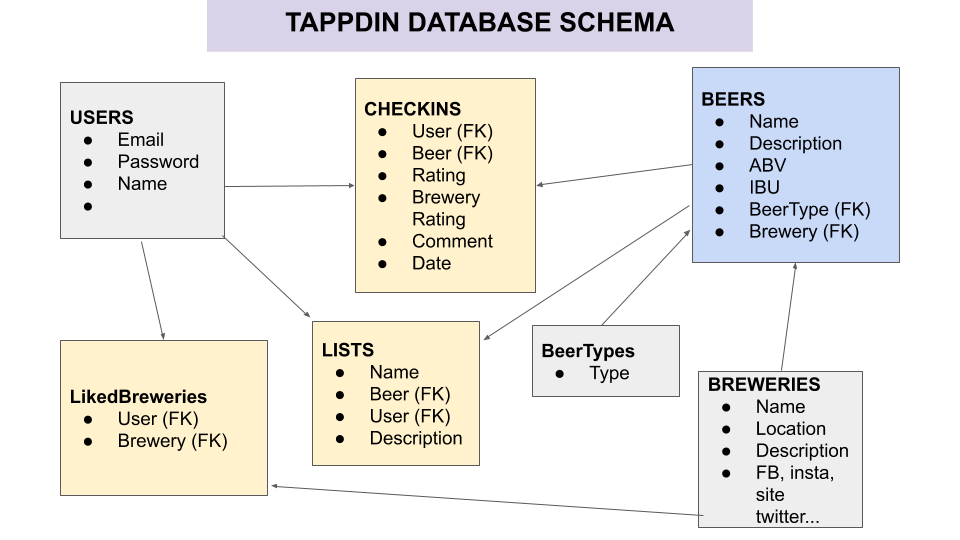 TAPPDIN DATABASE SCHEMA
USERS
● Email
● Password
● Name
●
CHECKINS
● User (FK)
● Beer (FK)
● Rating
● Brewery
Rating
● Comment
● Date
BEERS
● Name
● Description
● ABV
● IBU
● BeerType (FK)
● Brewery (FK)
LikedBreweries
● User (FK)
● Brewery (FK)
LISTS
● Name
● Beer (FK)
● User (FK)
● Description
BeerTypes
● Type
BREWERIES
● Name
● Location
● Description
● FB, insta,
site
twitter...